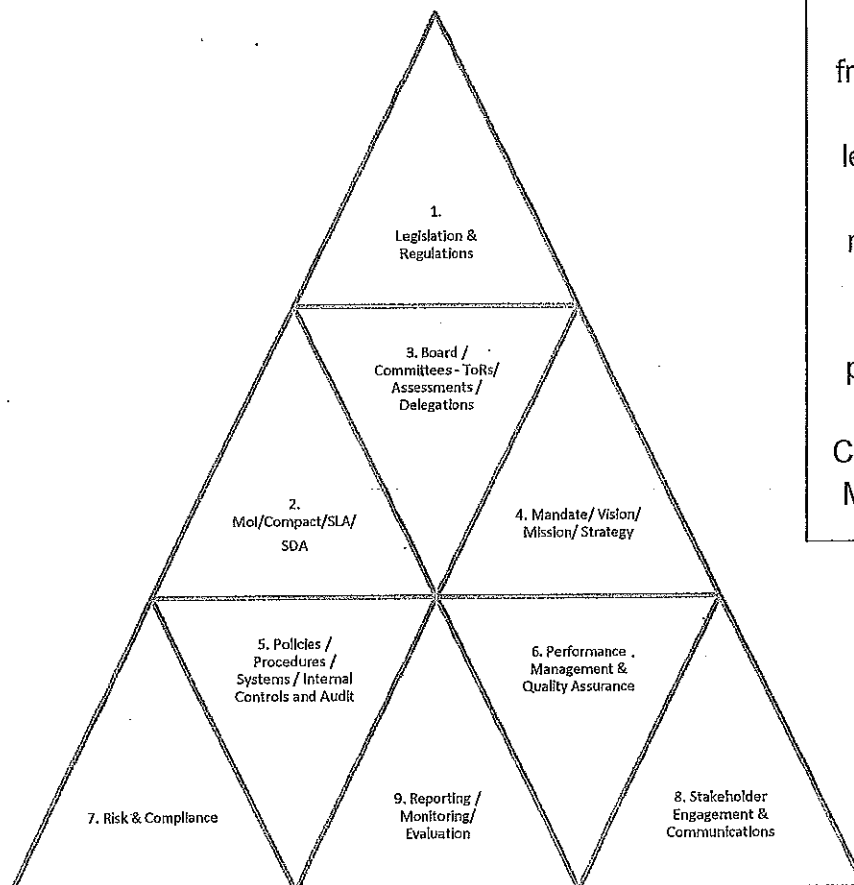 1.
Legislation &
Regulations
3. Board /
Committees - ToRs/
Assessments /
Delegations
2.
MoI/Compact/SLA/
SDA
4. Mandate/ Vision/
Mission/ Strategy
5. Policies /
Procedures /
Systems / Internal
Controls and Audit
6. Performance
Management &
Quality Assurance
7. Risk & Compliance
9. Reporting /
Monitoring/
Evaluation
8. Stakeholder
Engagement &
Communications